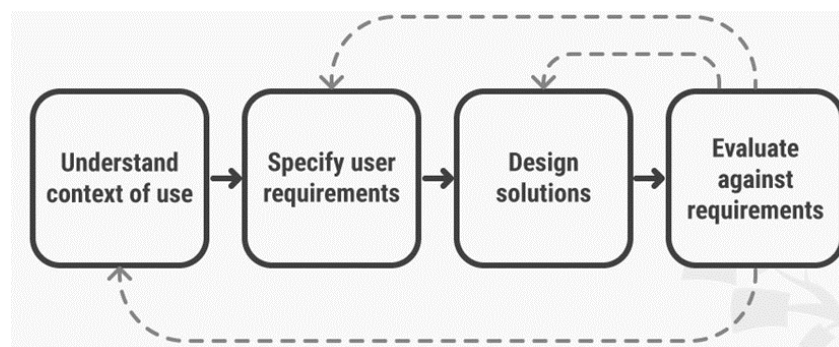 Understand
context of use
Specify user
requirements
Design
solutions
Evaluate
against
requirements